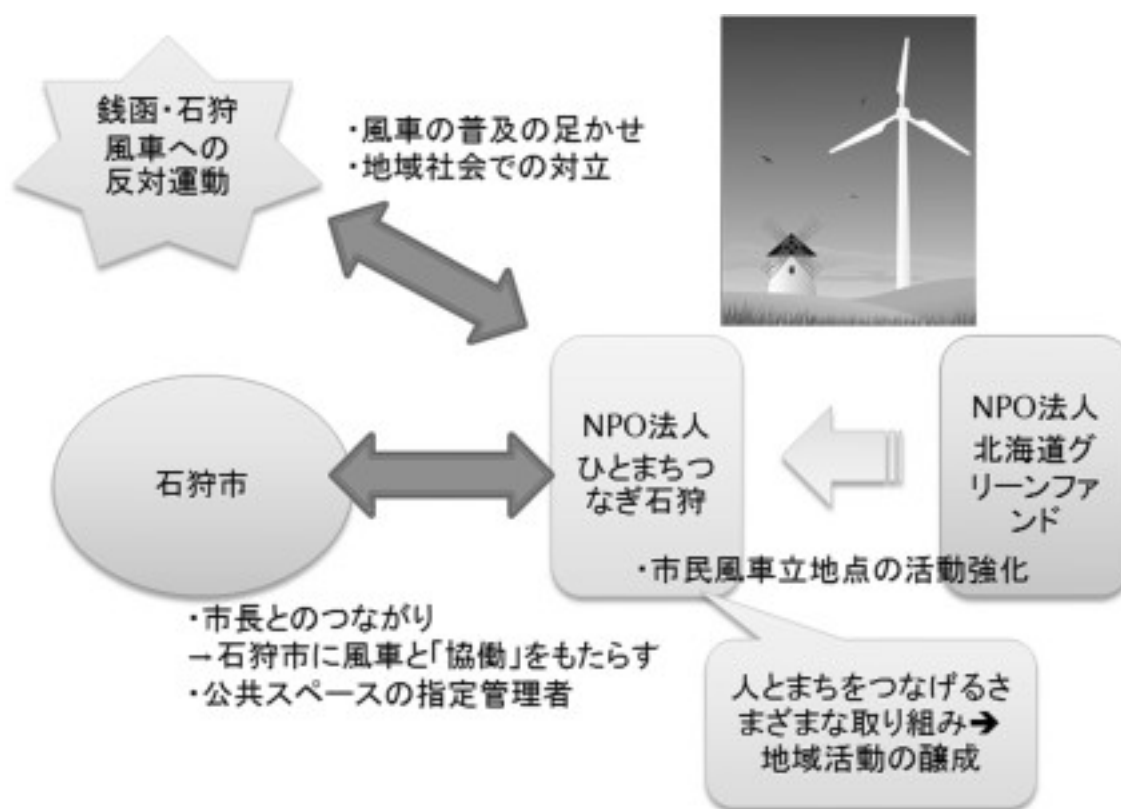 銭函・石狩
風車への
反対運動
・風車の普及の足かせ
・地域社会での対立
石狩市
NPO法人
ひとまちつ
なぎ石狩
NPO法人
北海道グ
リーンファ
ンド
・市民風車立地点の活動強化
・市長とのつながり
→石狩市に風車と「協働」をもたらす
・公共スペースの指定管理者
人とまちをつなげるさ
まざまな取り組み➔
地域活動の醸成